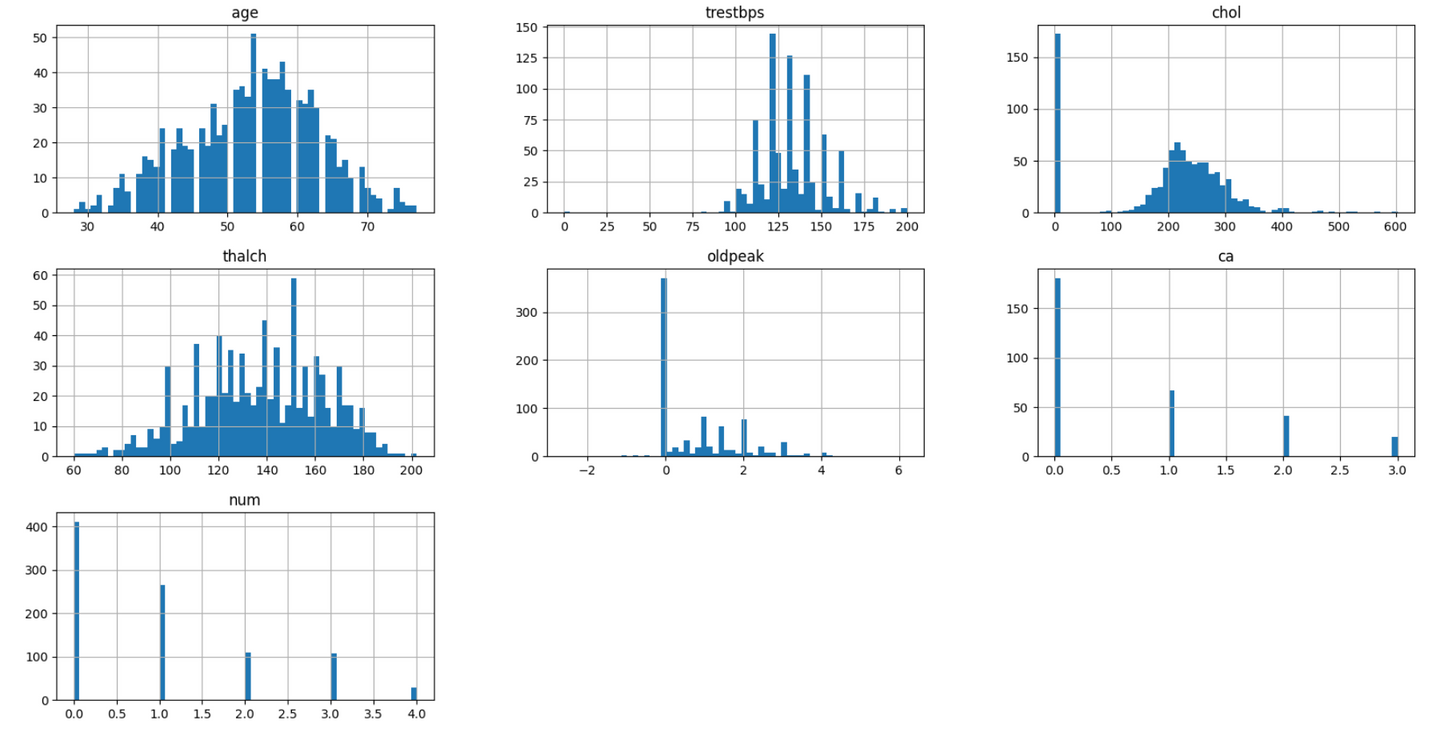 age
50
40
30
20
10
0
30 40 50 60 70
trestbps
150
125
100
75
50
25
0
0 25 50 75 100 125 150 175 200
chol
150
100
50
0
0 100 200 300 400 500 600
thalch
60
50
40
30
20
10
0
60 80 100 120 140 160 180 200
oldpeak
300
200
100
0
−2 0 2 4 6
ca
150
100
50
0
0.0 0.5 1.0 1.5 2.0 2.5 3.0
num
400
300
200
100
0
0.0 0.5 1.0 1.5 2.0 2.5 3.0 3.5 4.0